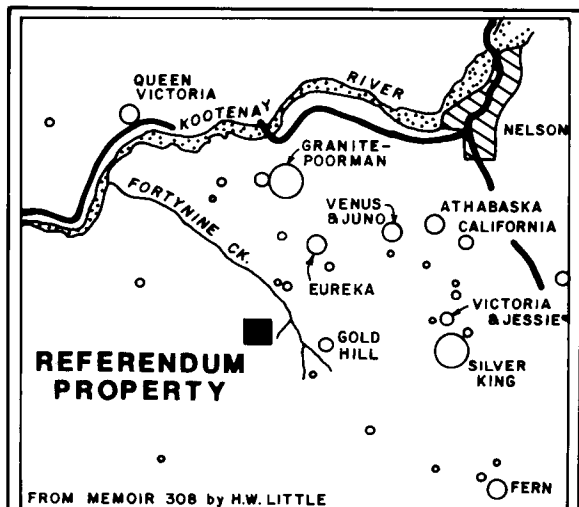 QUEEN
VICTORIA
KOOTENAY
RIVER
NELSON
GRANITE-
POORMAN
FORTYNINE CK.
VENUS
& JUNO
ATHABASKA
CALIFORNIA
EUREKA
VICTORIA
& JESSIE
GOLD
HILL
SILVER
KING
REFERENDUM
PROPERTY
FERN
FROM MEMOIR 308 by H.W. LITTLE